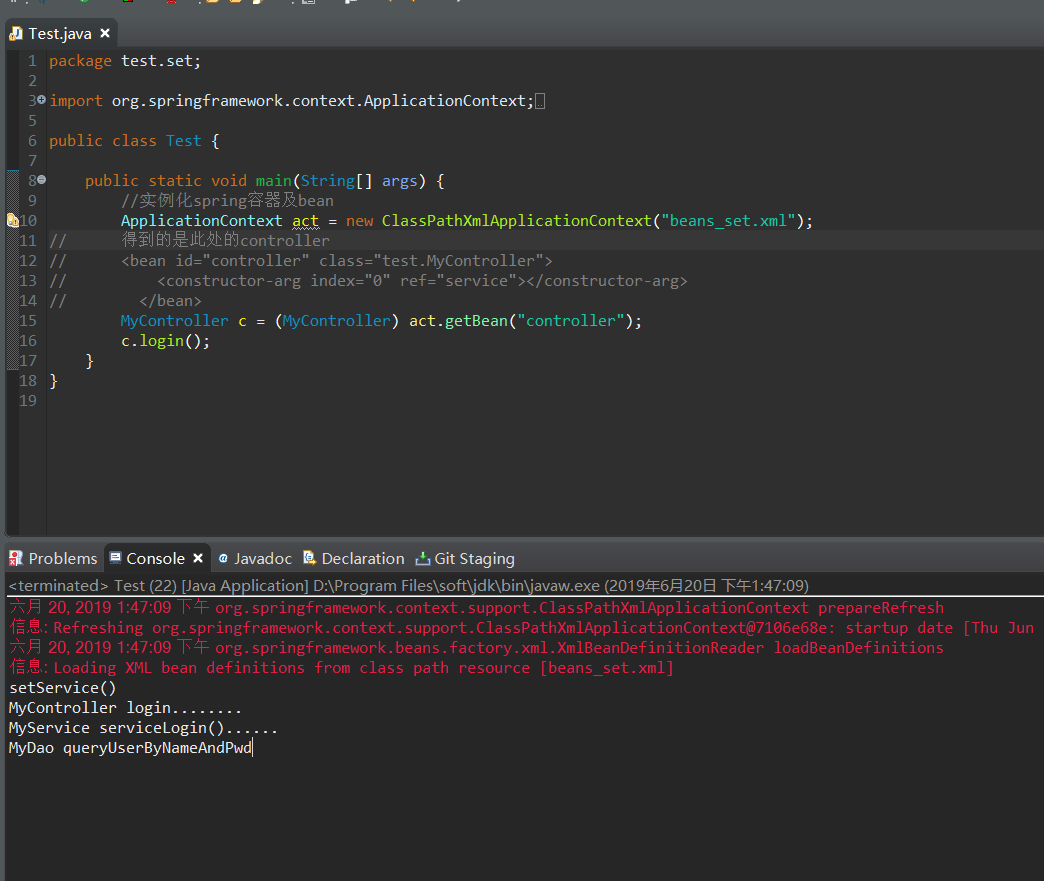 Test.java
1 package test.set;
2
3 import org.springframework.context.ApplicationContext;
5
6 public class Test {
7
8     public static void main(String[] args) {
9         //实例化spring容器及bean
10         ApplicationContext act = new ClassPathXmlApplicationContext("beans_set.xml");
11 //      得到的是此处的controller
12 //      <bean id="controller" class="test.MyController">
13 //          <constructor-arg index="0" ref="service"></constructor-arg>
14 //        </bean>
15         MyController c = (MyController) act.getBean("controller");
16         c.login();
17     }
18 }
19
Problems Console Javadoc Declaration Git Staging
<terminated> Test (22) [Java Application] D:\Program Files\soft\jdk\bin\javaw.exe (2019年6月20日 下午1:47:09)
六月 20, 2019 1:47:09 下午 org.springframework.context.support.ClassPathXmlApplicationContext prepareRefresh
信息: Refreshing org.springframework.context.support.ClassPathXmlApplicationContext@7106e68e: startup date [Thu Jun
六月 20, 2019 1:47:09 下午 org.springframework.beans.factory.xml.XmlBeanDefinitionReader loadBeanDefinitions
信息: Loading XML bean definitions from class path resource [beans_set.xml]
setService()
MyController login........
MyService serviceLogin()......
MyDao queryUserByNameAndPwd